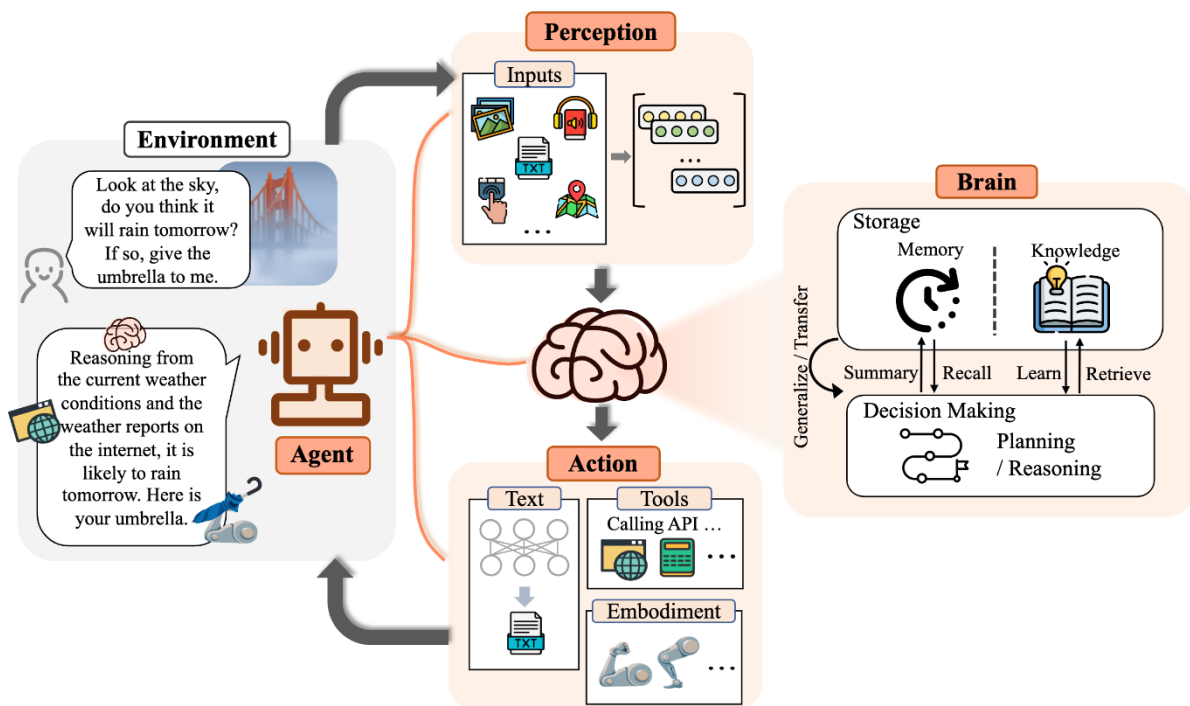 Perception
Inputs
TXT
...
...
Environment
Look at the sky,
do you think it
will rain tomorrow?
If so, give the
umbrella to me.
Reasoning from
the current weather
conditions and the
weather reports on
the internet, it is
likely to rain
tomorrow. Here is
your umbrella.
Agent
Action
Text
TXT
Tools
Calling API ...
...
Embodiment
...
Brain
Storage
Memory
Knowledge
Generalize / Transfer
Summary
Recall
Learn
Retrieve
Decision Making
Planning
/ Reasoning